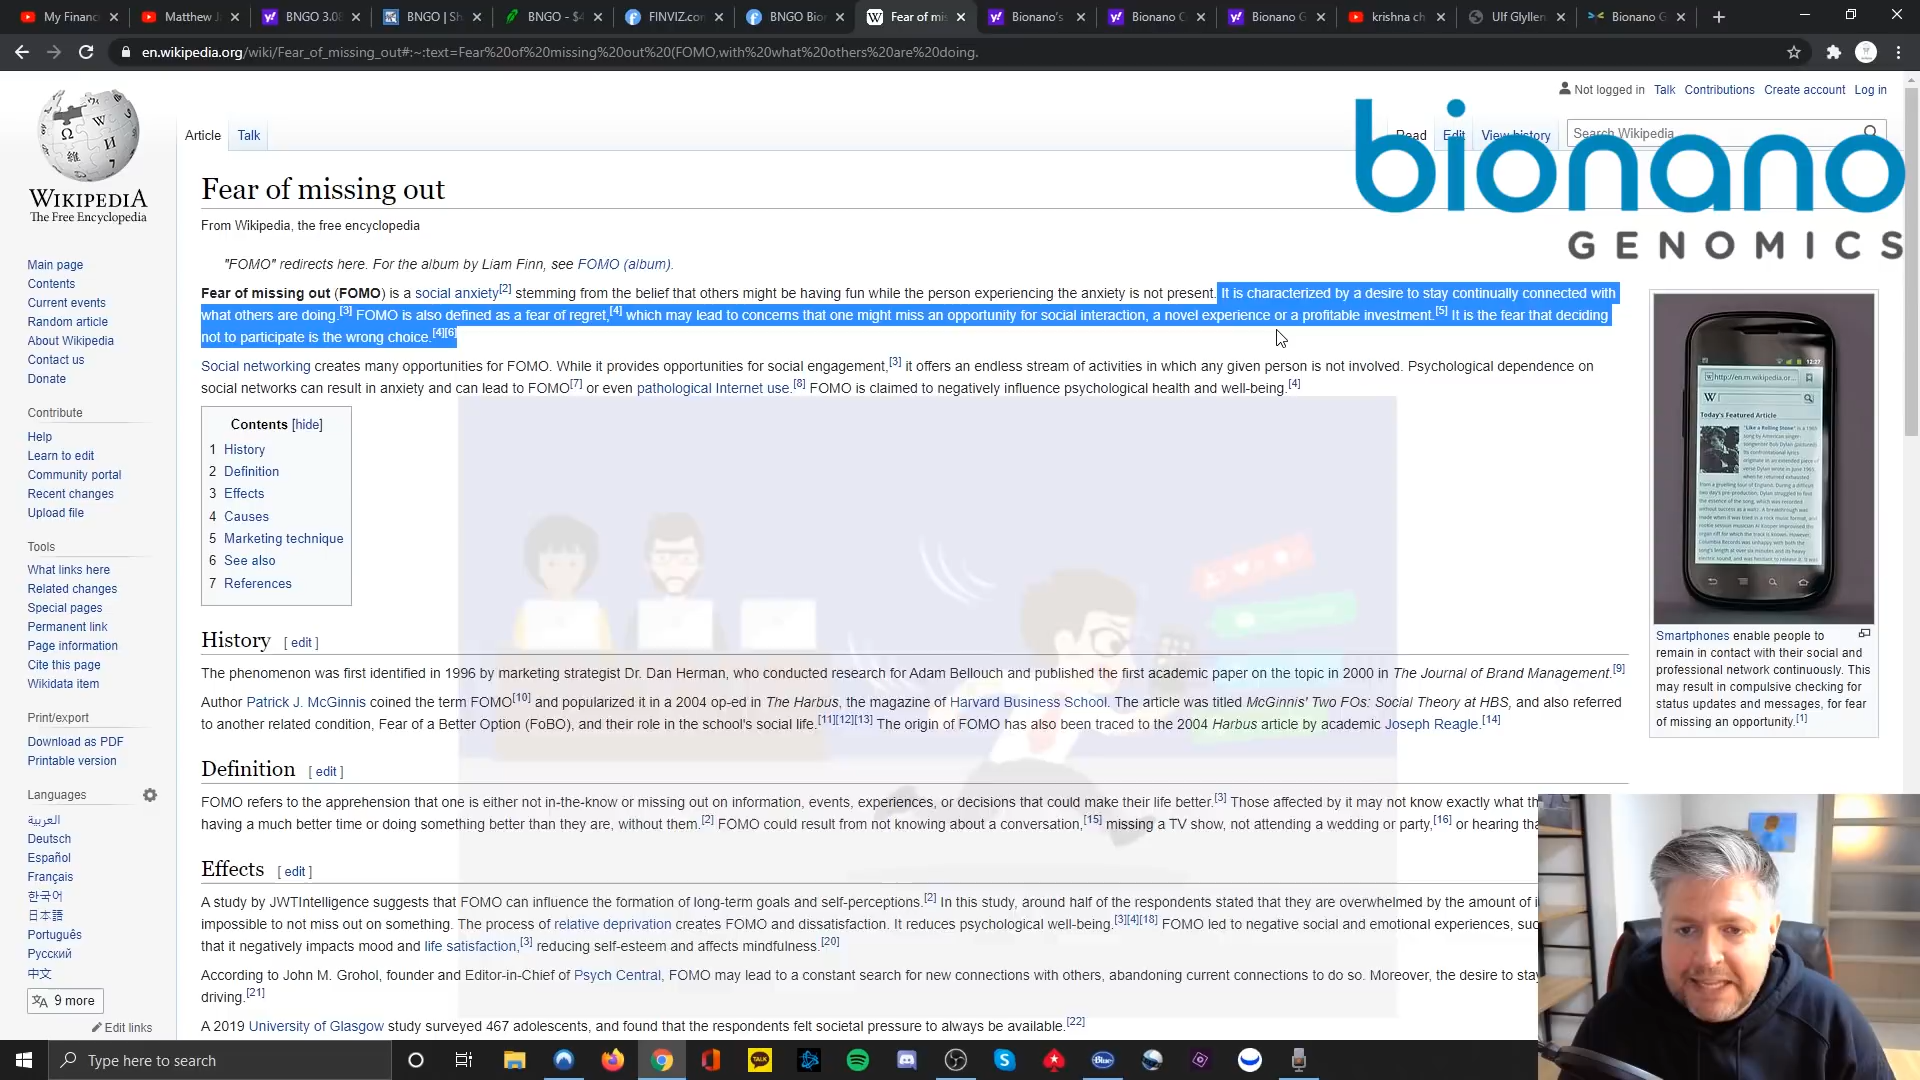 My Financ
Matthew J
BNGO 3.08
BNGO | Sh
BNGO - $4
FINVIZ.co
BNGO Bio
Fear of mi
Bionano's
Bionano G
Bionano G
krishna ch
Ulf Glyllen
Bionano G
en.wikipedia.org/wiki/Fear_of_missing_out#:~:text=Fear%20of%20missing%20out%20(FOMO,with%20what%20others%20are%20doing.
Not logged in Talk Contributions Create account Log in
Article Talk Read Edit View history Search Wikipedia
WIKIPEDIA
The Free Encyclopedia
bionano
GENOMICS
Main page
Contents
Current events
Random article
About Wikipedia
Contact us
Donate
Contribute
Help
Learn to edit
Community portal
Recent changes
Upload file
Tools
What links here
Related changes
Special pages
Permanent link
Page information
Cite this page
Wikidata item
Print/export
Download as PDF
Printable version
Languages
العربية
Deutsch
Español
Français
한국어
日本語
Português
Русский
中文
9 more
Edit links
Fear of missing out
From Wikipedia, the free encyclopedia
"FOMO" redirects here. For the album by Liam Finn, see FOMO (album).
Fear of missing out (FOMO) is a social anxiety[2] stemming from the belief that others might be having fun while the person experiencing the anxiety is not present. It is characterized by a desire to stay continually connected with
what others are doing.[3] FOMO is also defined as a fear of regret,[4] which may lead to concerns that one might miss an opportunity for social interaction, a novel experience or a profitable investment.[5] It is the fear that deciding
not to participate is the wrong choice.[4][6]
Social networking creates many opportunities for FOMO. While it provides opportunities for social engagement,[3] it offers an endless stream of activities in which any given person is not involved. Psychological dependence on
social networks can result in anxiety and can lead to FOMO[7] or even pathological Internet use.[8] FOMO is claimed to negatively influence psychological health and well-being.[4]
Contents [hide]
1 History
2 Definition
3 Effects
4 Causes
5 Marketing technique
6 See also
7 References
History [ edit ]
The phenomenon was first identified in 1996 by marketing strategist Dr. Dan Herman, who conducted research for Adam Bellouch and published the first academic paper on the topic in 2000 in The Journal of Brand Management.[9]
Author Patrick J. McGinnis coined the term FOMO[10] and popularized it in a 2004 op-ed in The Harbus, the magazine of Harvard Business School. The article was titled McGinnis' Two FOs: Social Theory at HBS, and also referred
to another related condition, Fear of a Better Option (FoBO), and their role in the school's social life.[11][12][13] The origin of FOMO has also been traced to the 2004 Harbus article by academic Joseph Reagle.[14]
Definition [ edit ]
FOMO refers to the apprehension that one is either not in-the-know or missing out on information, events, experiences, or decisions that could make their life better.[3] Those affected by it may not know exactly what th
having a much better time or doing something better than they are, without them.[2] FOMO could result from not knowing about a conversation,[15] missing a TV show, not attending a wedding or party,[16] or hearing tha
Effects [ edit ]
A study by JWTIntelligence suggests that FOMO can influence the formation of long-term goals and self-perceptions.[2] In this study, around half of the respondents stated that they are overwhelmed by the amount of i
impossible to not miss out on something. The process of relative deprivation creates FOMO and dissatisfaction. It reduces psychological well-being.[3][4][18] FOMO led to negative social and emotional experiences, suc
that it negatively impacts mood and life satisfaction,[3] reducing self-esteem and affects mindfulness.[20]
According to John M. Grohol, founder and Editor-in-Chief of Psych Central, FOMO may lead to a constant search for new connections with others, abandoning current connections to do so. Moreover, the desire to stay
driving.[21]
A 2019 University of Glasgow study surveyed 467 adolescents, and found that the respondents felt societal pressure to always be available.[22]
12:27
http://en.m.wikipedia.or...
Today's Featured Article
Smartphones enable people to
remain in contact with their social and
professional network continuously. This
may result in compulsive checking for
status updates and messages, for fear
of missing an opportunity.[1]
Type here to search
TALK
Blue